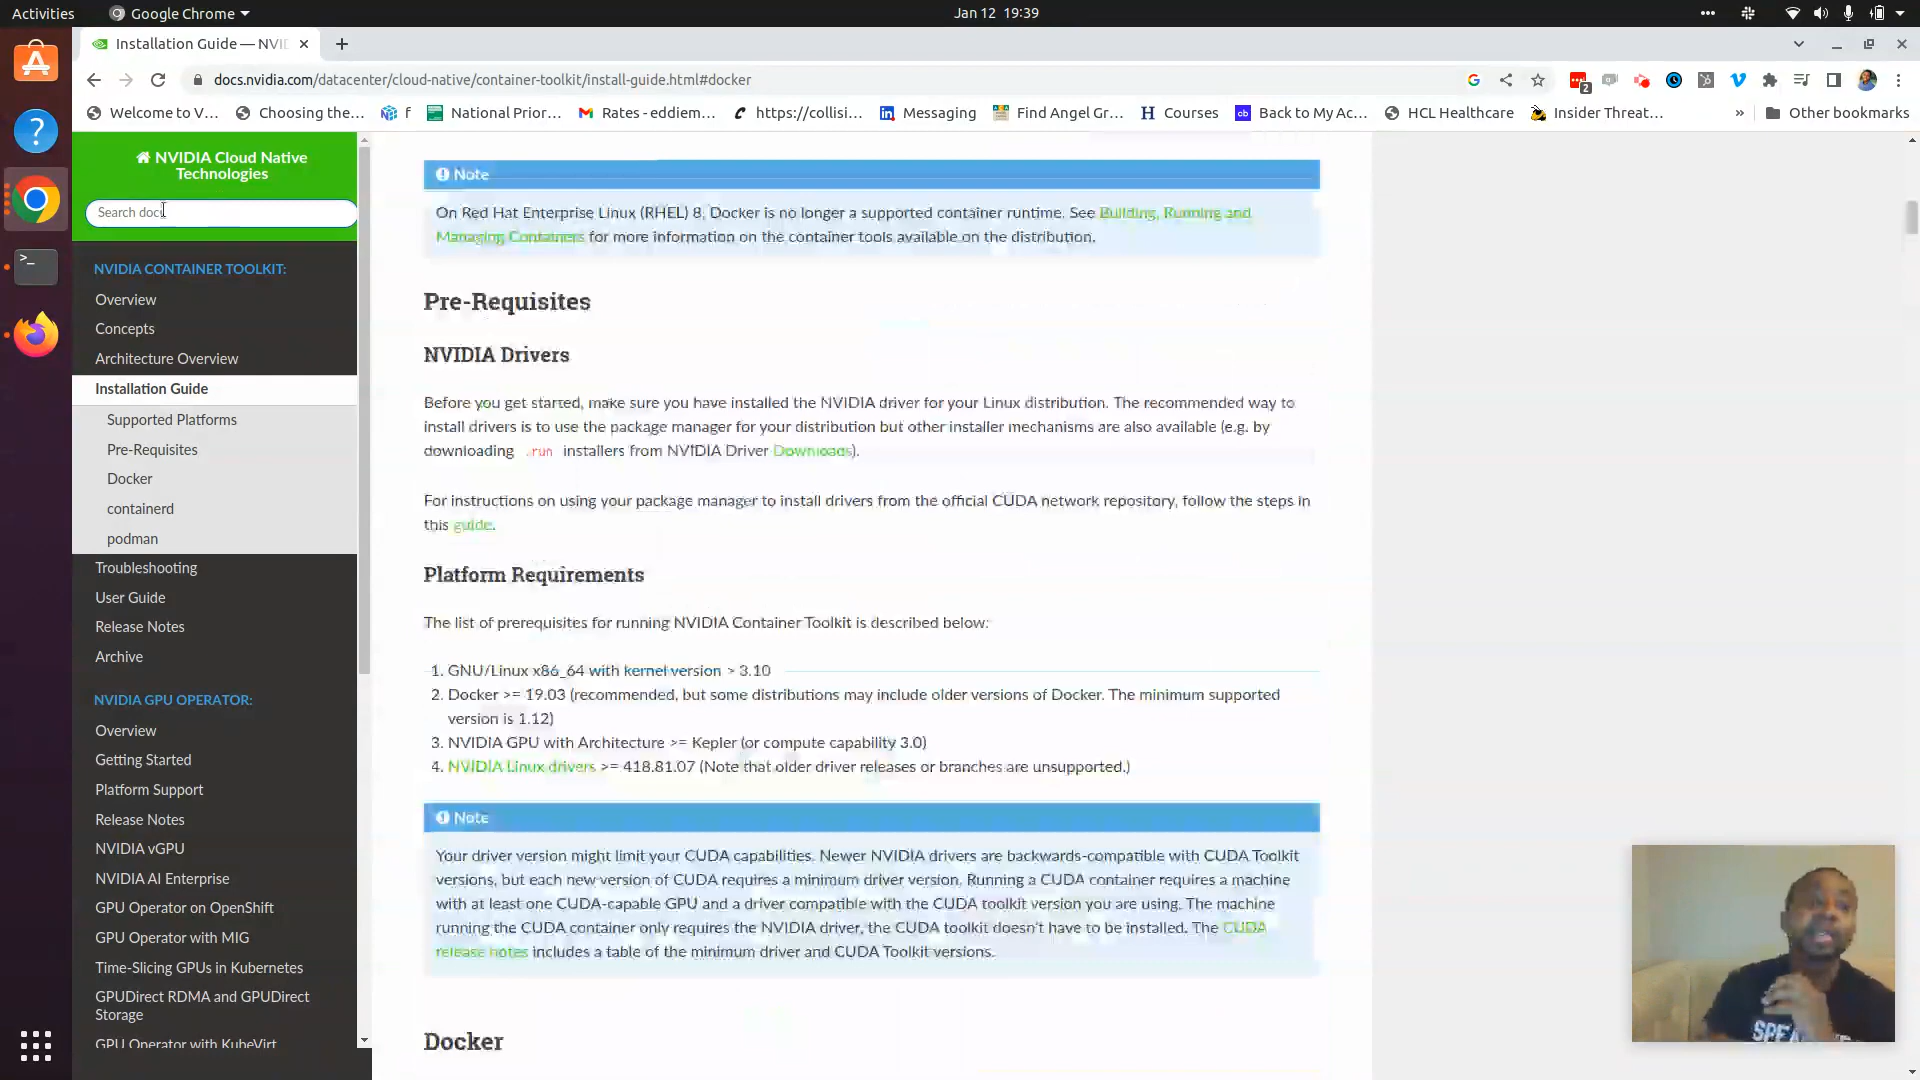 Activities
Google Chrome
Jan 12 19:39
Installation Guide — NVI
docs.nvidia.com/datacenter/cloud-native/container-toolkit/install-guide.html#docker
2
Welcome to V...
Choosing the...
f
National Prior...
Rates - eddiem...
https://collisi...
Messaging
Find Angel Gr...
Courses
Back to My Ac...
HCL Healthcare
Insider Threat...
»
Other bookmarks
NVIDIA Cloud Native
Technologies
Search docs
NVIDIA CONTAINER TOOLKIT:
Overview
Concepts
Architecture Overview
Installation Guide
Supported Platforms
Pre-Requisites
Docker
containerd
podman
Troubleshooting
User Guide
Release Notes
Archive
NVIDIA GPU OPERATOR:
Overview
Getting Started
Platform Support
Release Notes
NVIDIA vGPU
NVIDIA AI Enterprise
GPU Operator on OpenShift
GPU Operator with MIG
Time-Slicing GPUs in Kubernetes
GPUDirect RDMA and GPUDirect
Storage
GPU Operator with KubeVirt
Note
On Red Hat Enterprise Linux (RHEL) 8, Docker is no longer a supported container runtime. See Building, Running and
Managing Containers for more information on the container tools available on the distribution.
Pre-Requisites
NVIDIA Drivers
Before you get started, make sure you have installed the NVIDIA driver for your Linux distribution. The recommended way to
install drivers is to use the package manager for your distribution but other installer mechanisms are also available (e.g. by
downloading .run installers from NVIDIA Driver Downloads).
For instructions on using your package manager to install drivers from the official CUDA network repository, follow the steps in
this guide.
Platform Requirements
The list of prerequisites for running NVIDIA Container Toolkit is described below:
1. GNU/Linux x86_64 with kernel version > 3.10
2. Docker >= 19.03 (recommended, but some distributions may include older versions of Docker. The minimum supported
version is 1.12)
3. NVIDIA GPU with Architecture >= Kepler (or compute capability 3.0)
4. NVIDIA Linux drivers >= 418.81.07 (Note that older driver releases or branches are unsupported.)
Note
Your driver version might limit your CUDA capabilities. Newer NVIDIA drivers are backwards-compatible with CUDA Toolkit
versions, but each new version of CUDA requires a minimum driver version. Running a CUDA container requires a machine
with at least one CUDA-capable GPU and a driver compatible with the CUDA toolkit version you are using. The machine
running the CUDA container only requires the NVIDIA driver, the CUDA toolkit doesn't have to be installed. The CUDA
release notes includes a table of the minimum driver and CUDA Toolkit versions.
Docker